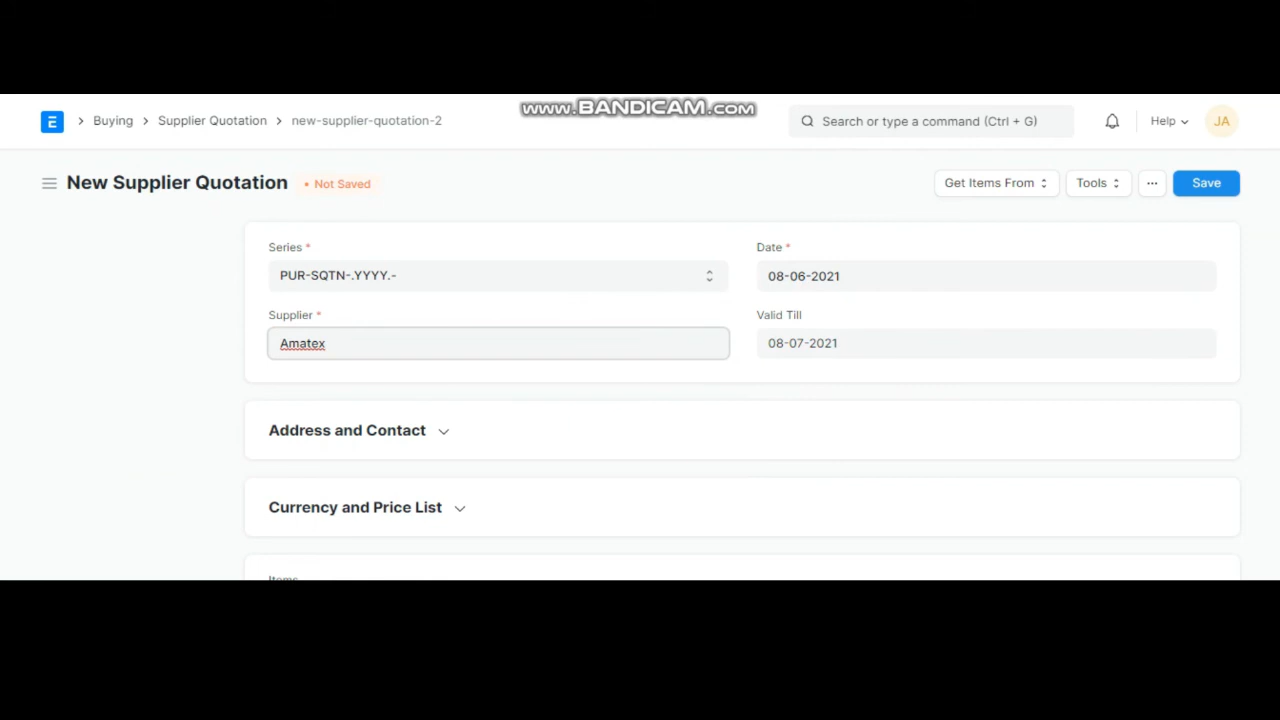 www.BANDICAM.com
E
Buying
Supplier Quotation
new-supplier-quotation-2
Search or type a command (Ctrl + G)
Help
JA
New Supplier Quotation
• Not Saved
Get Items From
Tools
...
Save
Series *
Date *
PUR-SQTN-.YYYY.-
08-06-2021
Supplier *
Valid Till
Amatex
08-07-2021
Address and Contact
Currency and Price List
Items